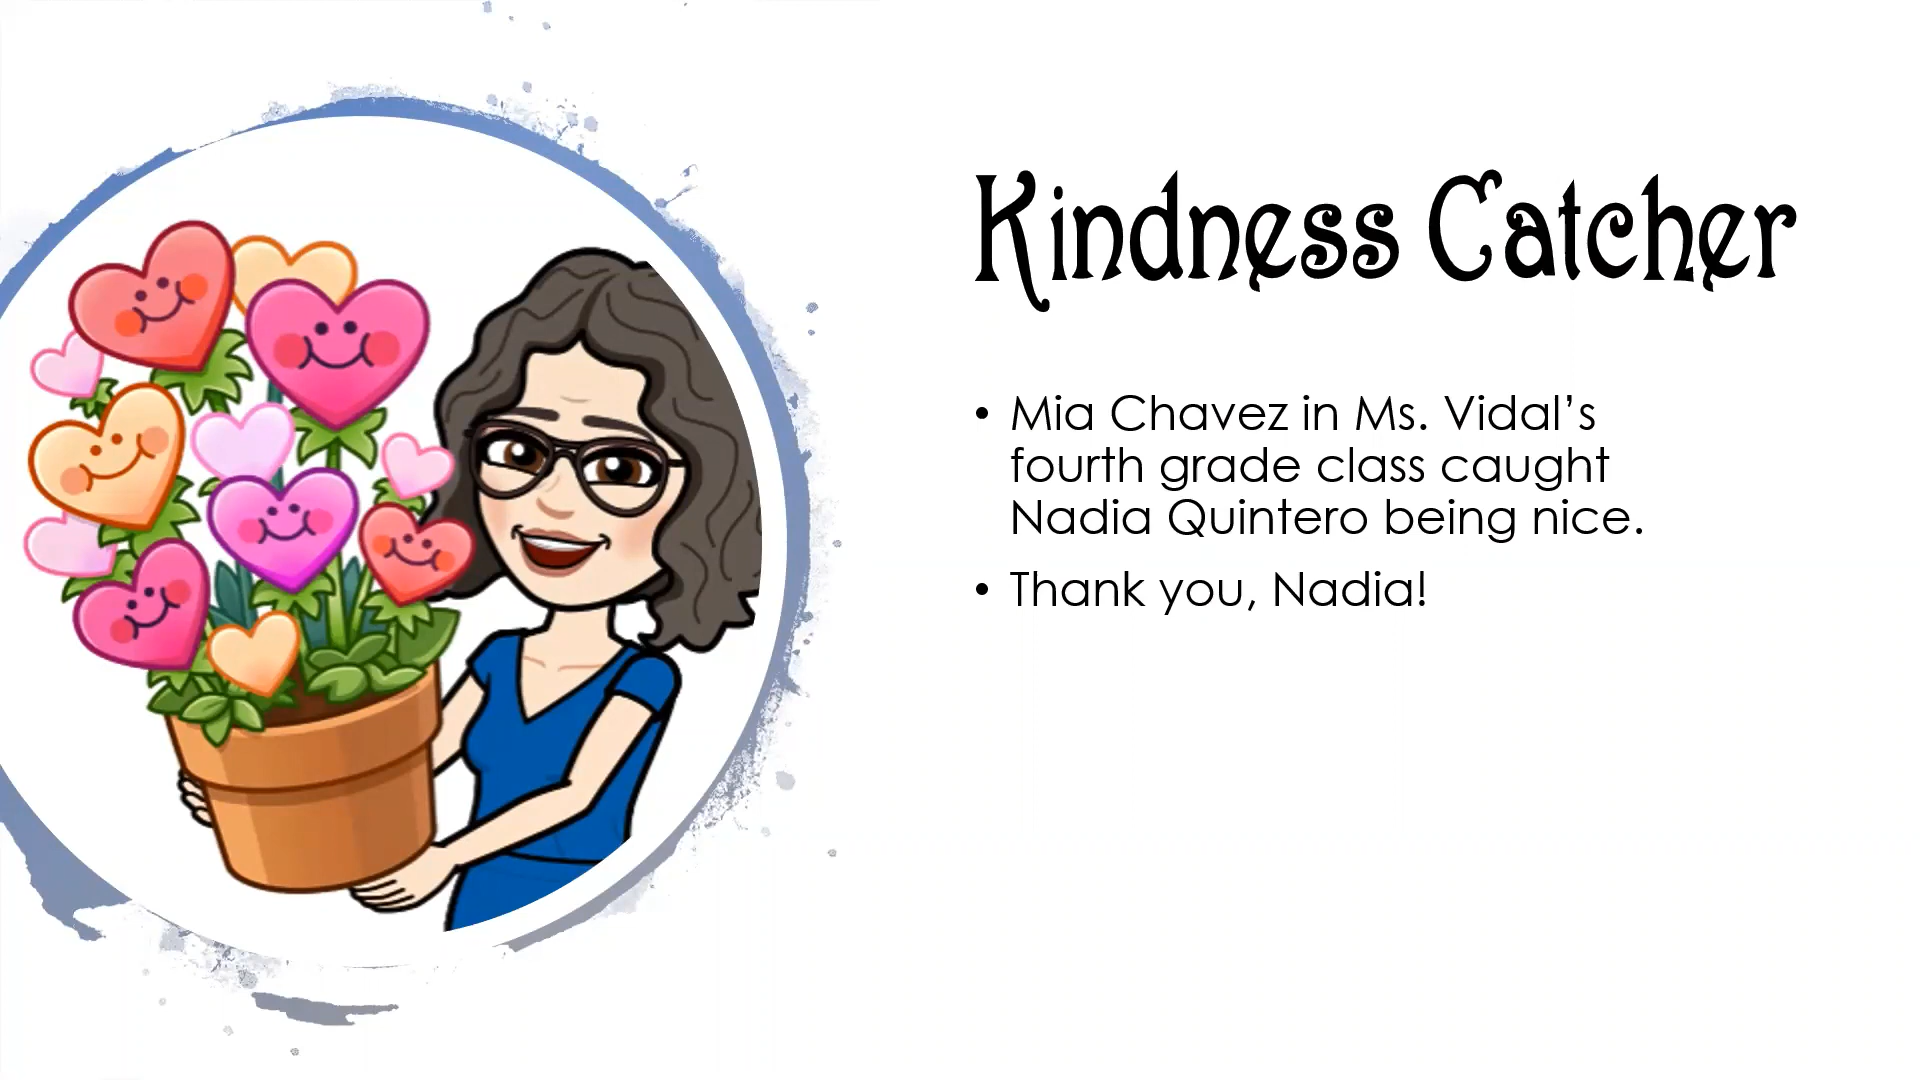 Kindness Catcher
• Mia Chavez in Ms. Vidal’s
fourth grade class caught
Nadia Quintero being nice.
• Thank you, Nadia!